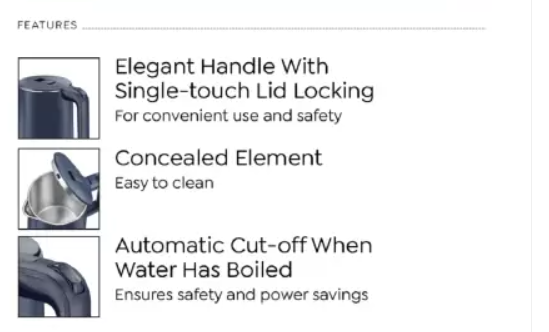 FEATURES
Elegant Handle With
Single-touch Lid Locking
For convenient use and safety
Concealed Element
Easy to clean
Automatic Cut-off When
Water Has Boiled
Ensures safety and power savings